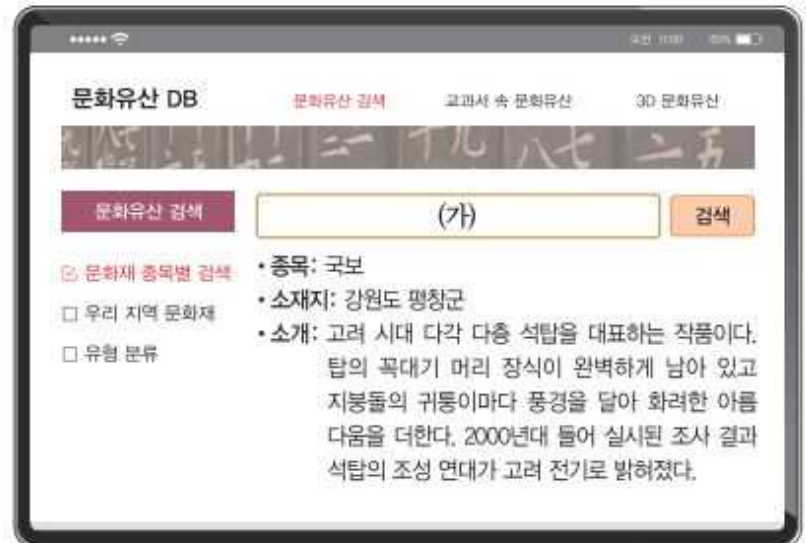 문화유산 DB
문화유산 검색
교과서 속 문화유산
3D 문화유산
문화유산 검색
(가)
검색
문화재 종목별 검색
우리 지역 문화재
유형 분류
• 종목: 국보
• 소재지: 강원도 평창군
• 소개: 고려 시대 다각 다층 석탑을 대표하는 작품이다.
탑의 꼭대기 머리 장식이 완벽하게 남아 있고
지붕돌의 귀퉁이마다 풍경을 달아 화려한 아름
다움을 더한다. 2000년대 들어 실시된 조사 결과
석탑의 조성 연대가 고려 전기로 밝혀졌다.